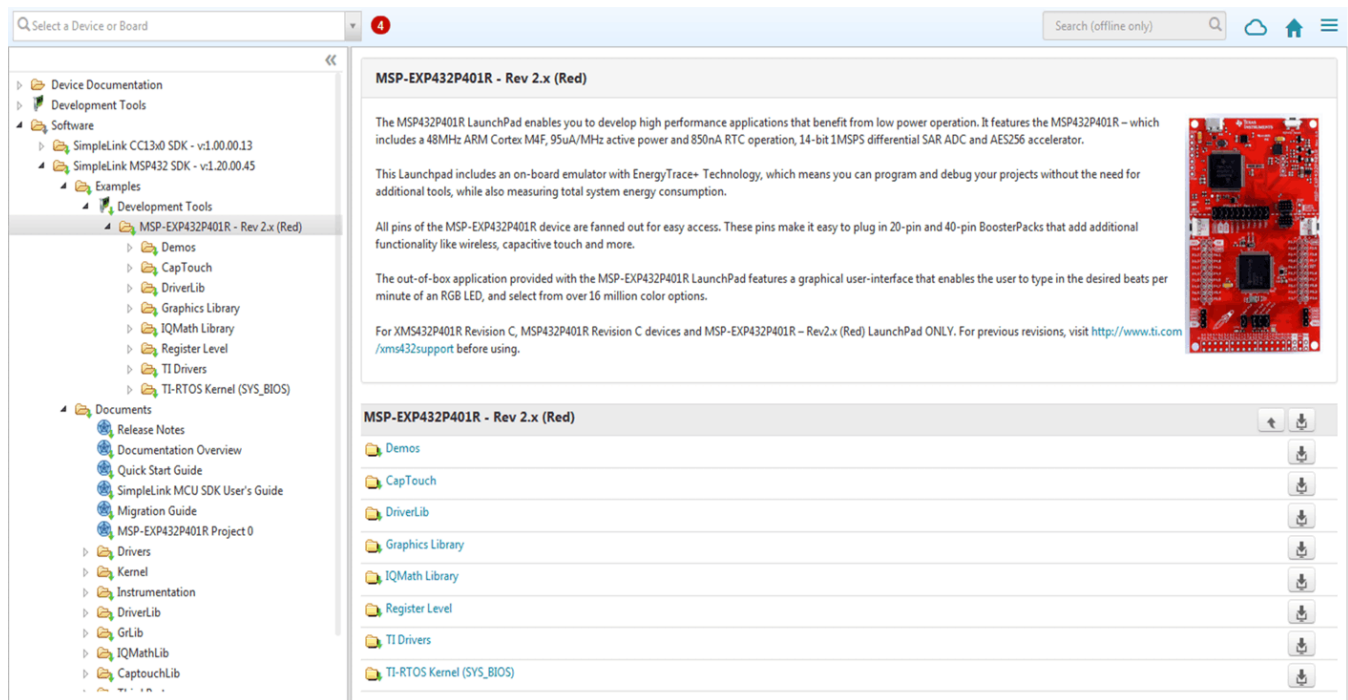 Select a Device or Board
4
Search (offline only)
Device Documentation
Development Tools
Software
SimpleLink CC13x0 SDK - v:1.00.00.13
SimpleLink MSP432 SDK - v:1.20.00.45
Examples
Development Tools
MSP-EXP432P401R - Rev 2.x (Red)
Demos
CapTouch
DriverLib
Graphics Library
IQMath Library
Register Level
TI Drivers
TI-RTOS Kernel (SYS_BIOS)
Documents
Release Notes
Documentation Overview
Quick Start Guide
SimpleLink MCU SDK User's Guide
Migration Guide
MSP-EXP432P401R Project 0
Drivers
Kernel
Instrumentation
DriverLib
GrLib
IQMathLib
CaptouchLib
MSP-EXP432P401R - Rev 2.x (Red)
The MSP432P401R LaunchPad enables you to develop high performance applications that benefit from low power operation. It features the MSP432P401R – which
includes a 48MHz ARM Cortex M4F, 95uA/MHz active power and 850nA RTC operation, 14-bit 1MSPS differential SAR ADC and AES256 accelerator.
This Launchpad includes an on-board emulator with EnergyTrace+ Technology, which means you can program and debug your projects without the need for
additional tools, while also measuring total system energy consumption.
All pins of the MSP-EXP432P401R device are fanned out for easy access. These pins make it easy to plug in 20-pin and 40-pin BoosterPacks that add additional
functionality like wireless, capacitive touch and more.
The out-of-box application provided with the MSP-EXP432P401R LaunchPad features a graphical user-interface that enables the user to type in the desired beats per
minute of an RGB LED, and select from over 16 million color options.
For XMS432P401R Revision C, MSP432P401R Revision C devices and MSP-EXP432P401R – Rev2.x (Red) LaunchPad ONLY. For previous revisions, visit http://www.ti.com
/xms432support before using.
MSP-EXP432P401R - Rev 2.x (Red)
Demos
CapTouch
DriverLib
Graphics Library
IQMath Library
Register Level
TI Drivers
TI-RTOS Kernel (SYS_BIOS)